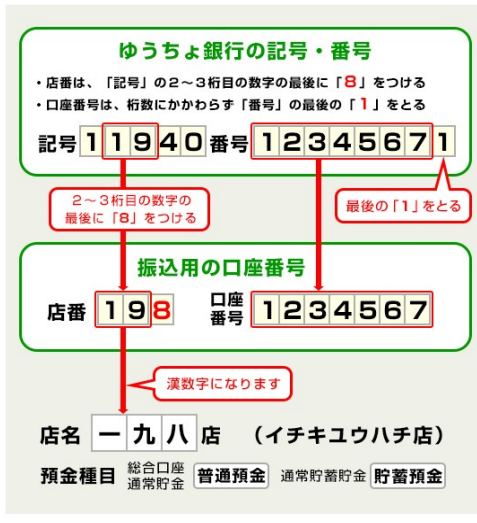 ゆうちょ銀行の記号・番号
・店番は、「記号」の２～３桁目の数字の最後に「8」をつける
・口座番号は、桁数にかかわらず「番号」の最後の「1」をとる
記号 1 1 9 4 0 番号 1 2 3 4 5 6 7 1
２～３桁目の数字の
最後に「8」をつける
最後の「1」をとる
振込用の口座番号
店番 1 9 8 口座番号 1 2 3 4 5 6 7
漢数字になります
店名 一 九 八 店 （イチキユウハチ店）
預金種目 総合口座 通常貯金 普通預金 通常貯蓄貯金 貯蓄預金